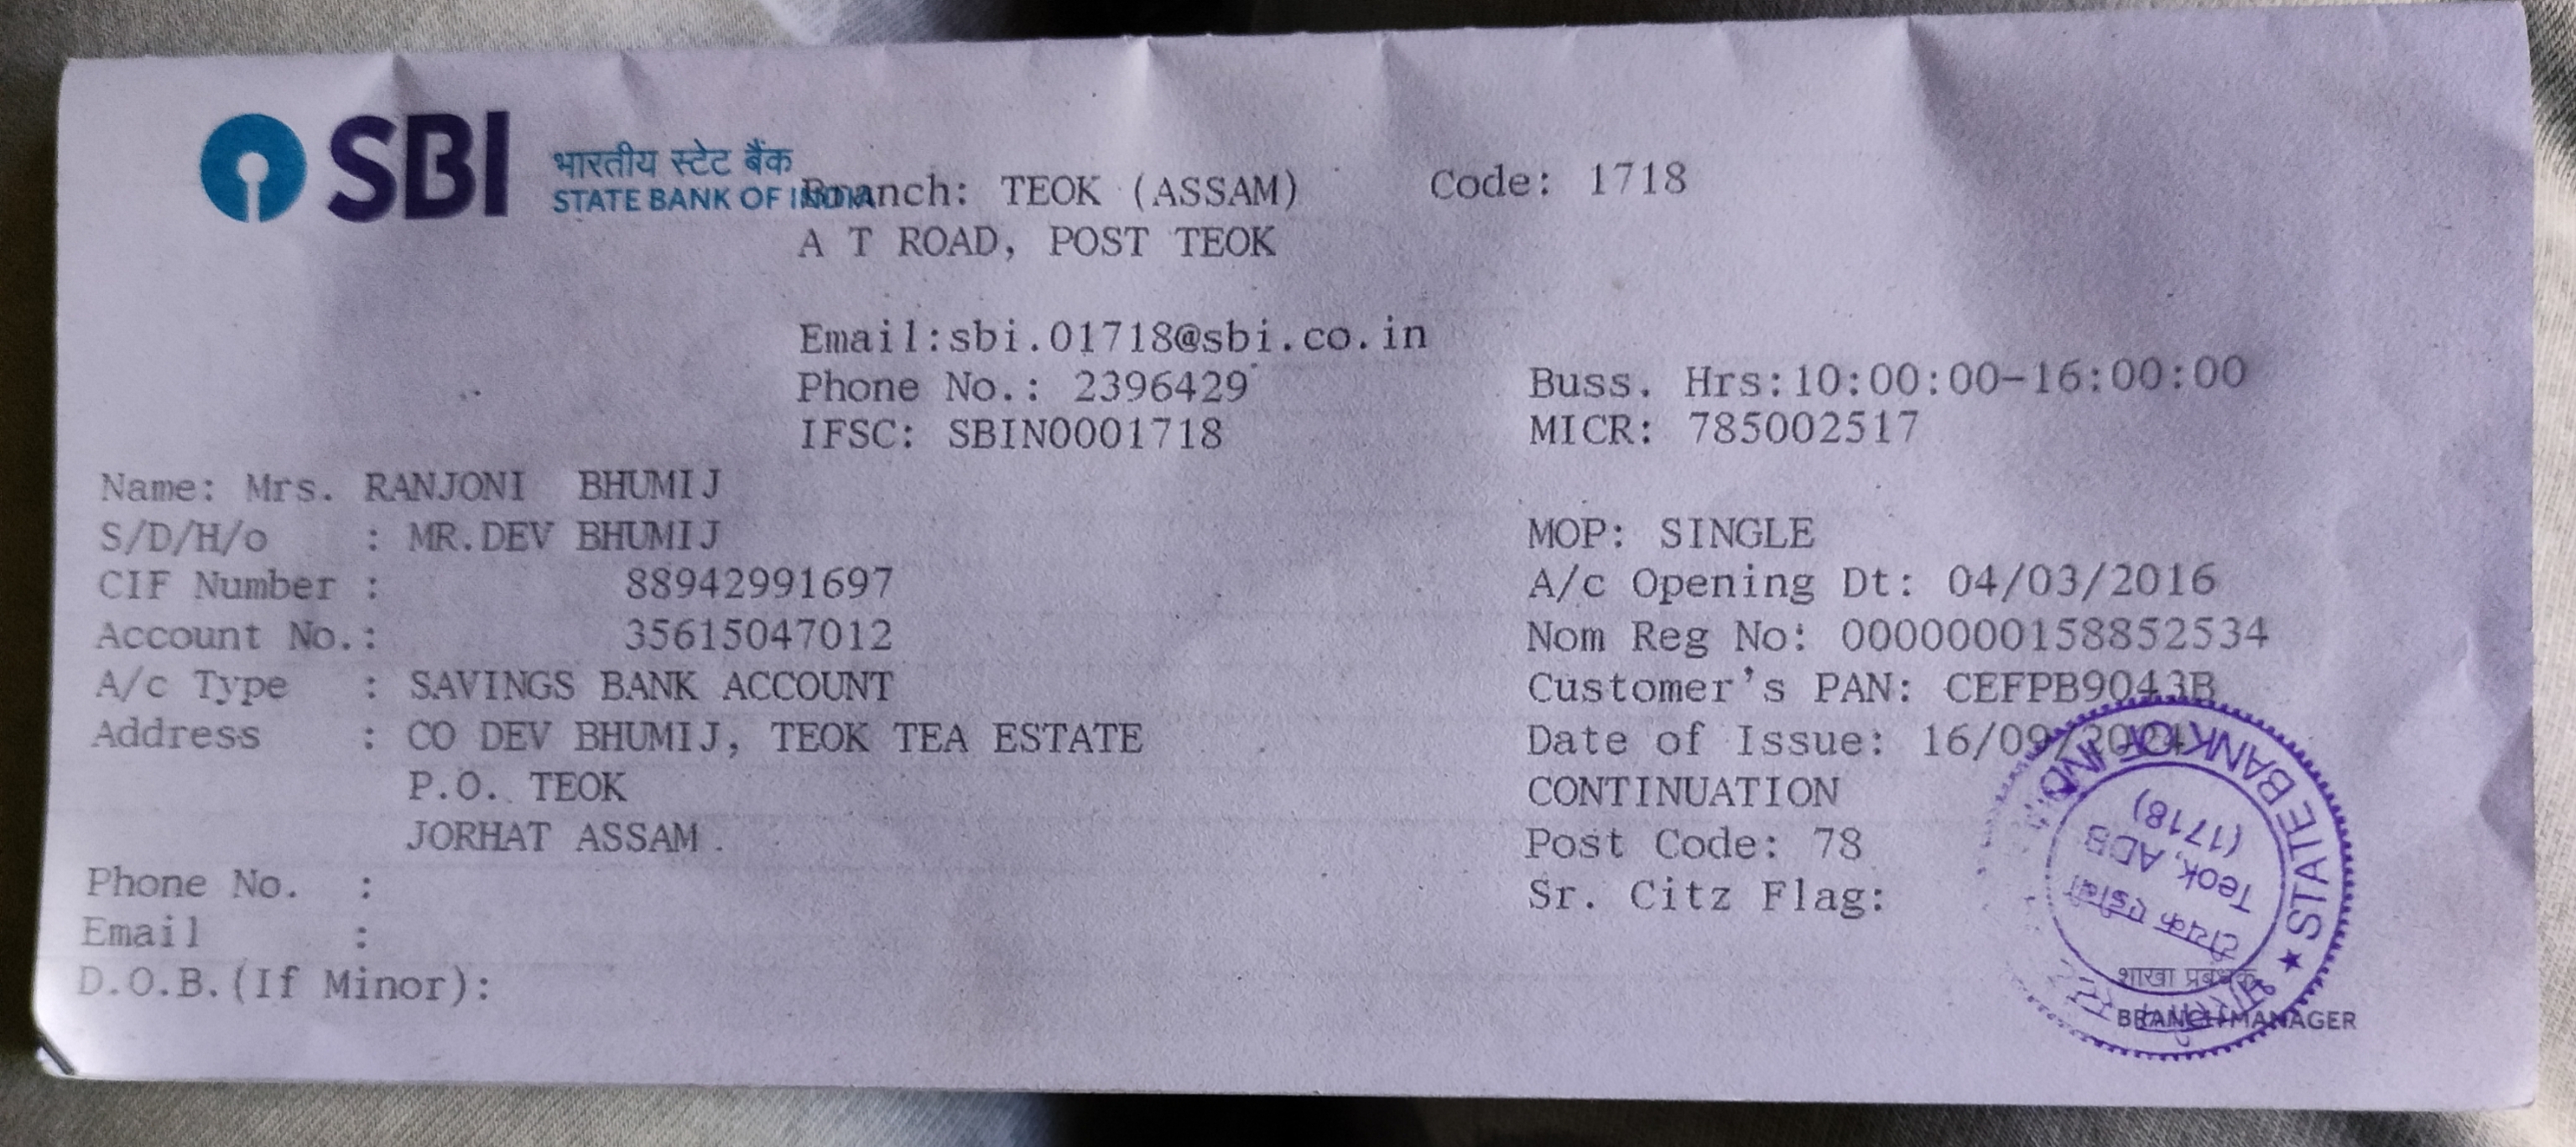 SBI भारतीय स्टेट बैंक
STATE BANK OF INDIA
Branch: TEOK (ASSAM) Code: 1718
A T ROAD, POST TEOK
Email:sbi.01718@sbi.co.in
Phone No.: 2396429 Buss. Hrs:10:00:00-16:00:00
IFSC: SBIN0001718 MICR: 785002517
Name: Mrs. RANJONI BHUMIJ
S/D/H/o : MR.DEV BHUMIJ MOP: SINGLE
CIF Number : 88942991697 A/c Opening Dt: 04/03/2016
Account No.: 35615047012 Nom Reg No: 0000000158852534
A/c Type : SAVINGS BANK ACCOUNT Customer's PAN: CEFPB9043B
Address : CO DEV BHUMIJ, TEOK TEA ESTATE Date of Issue: 16/09/2024
P.O. TEOK CONTINUATION
JORHAT ASSAM. Post Code: 78
Phone No. : Sr. Citz Flag:
Email :
D.O.B.(If Minor):
STATE BANK OF INDIA
टीयक एडीबी
Teok, ADB
(1718)
शाखा प्रबंधक
BRANCH MANAGER